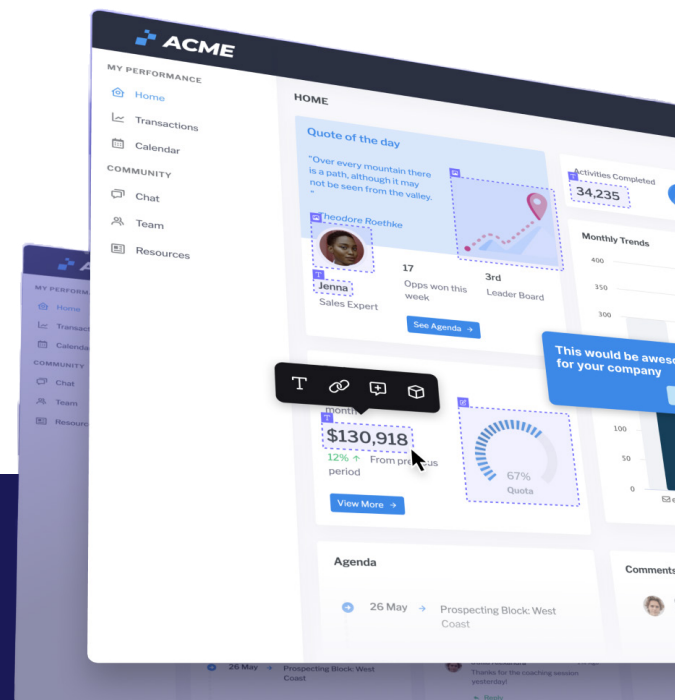 ACME
MY PERFORMANCE
Home
Transactions
Calendar
COMMUNITY
Chat
Team
Resources
HOME
Quote of the day
"Over every mountain there
is a path, although it may
not be seen from the valley.
"
Theodore Roethke
T
Jenna
Sales Expert
17
Opps won this
week
3rd
Leader Board
See Agenda →
Activities Completed
T
34,235
Monthly Trends
400
350
300
100
50
0
This would be awes
for your company
T
month
T
$130,918
12% ↑ From previous
period
View More →
67%
Quota
Agenda
26 May → Prospecting Block: West
Coast
Comments
MY PERFORM
Home
Transact
Calenda
COMMUNITY
Chat
Team
Resourc
26 May → Prospecting Block: West
Coast
Thanks for the coaching session
yesterday!
Reply